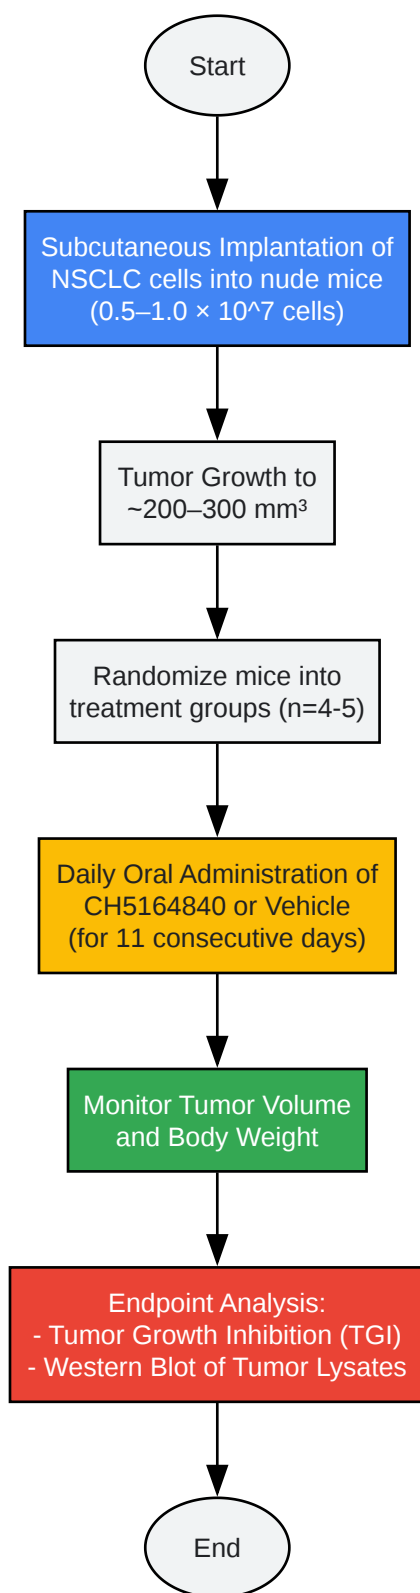 Start
Subcutaneous Implantation of
NSCLC cells into nude mice
(0.5–1.0 × 10^7 cells)
Tumor Growth to
~200–300 mm³
Randomize mice into
treatment groups (n=4-5)
Daily Oral Administration of
CH5164840 or Vehicle
(for 11 consecutive days)
Monitor Tumor Volume
and Body Weight
Endpoint Analysis:
- Tumor Growth Inhibition (TGI)
- Western Blot of Tumor Lysates
End